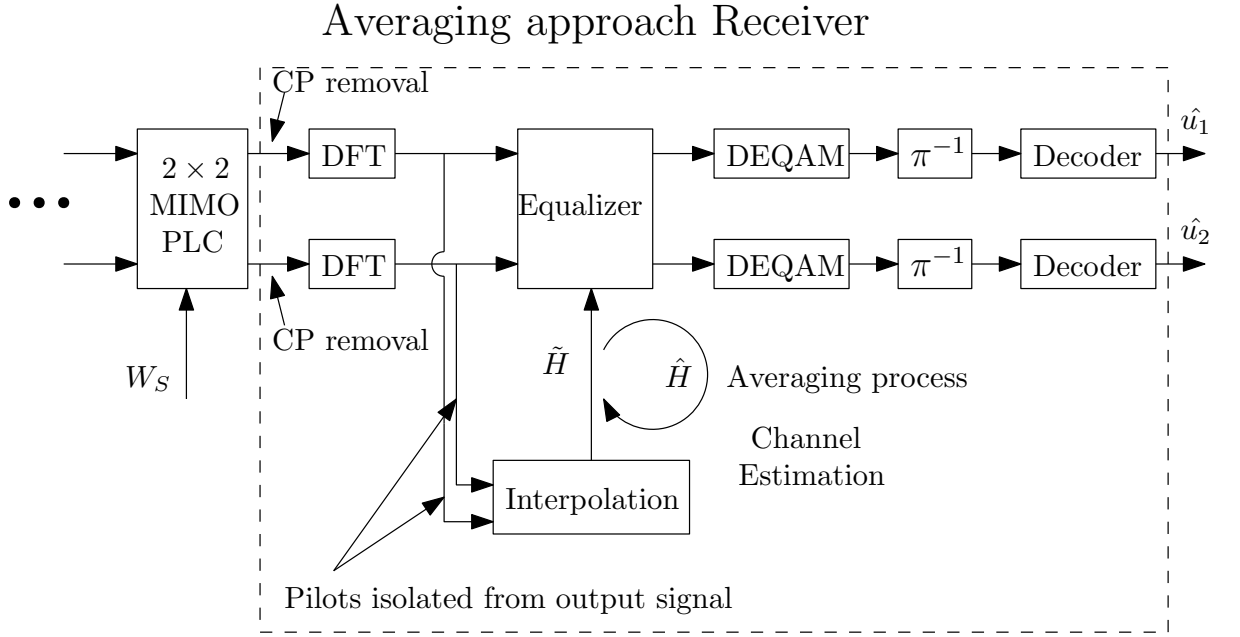 Averaging approach Receiver
CP removal
2 × 2
MIMO
PLC
DFT
DFT
Equalizer
DEQAM
π⁻¹
Decoder
û₁
DEQAM
π⁻¹
Decoder
û₂
CP removal
W_S
H̃
Ĥ
Averaging process
Channel
Estimation
Interpolation
Pilots isolated from output signal